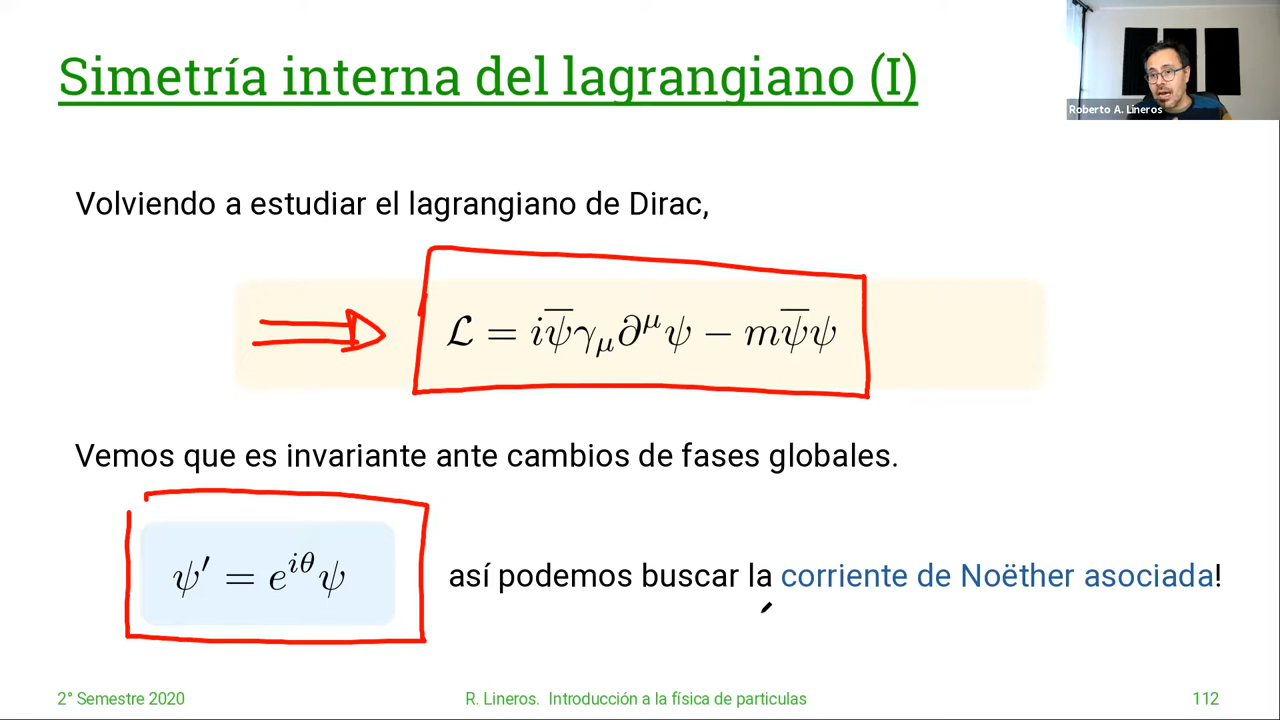 Simetría interna del lagrangiano (I)
Roberto A. Lineros
Volviendo a estudiar el lagrangiano de Dirac,
ℒ = iψ̅γ_μ∂^μψ − mψ̅ψ
Vemos que es invariante ante cambios de fases globales.
ψ′ = e^{iθ}ψ
así podemos buscar la corriente de Noëther asociada!
2° Semestre 2020
R. Lineros. Introducción a la física de particulas
112